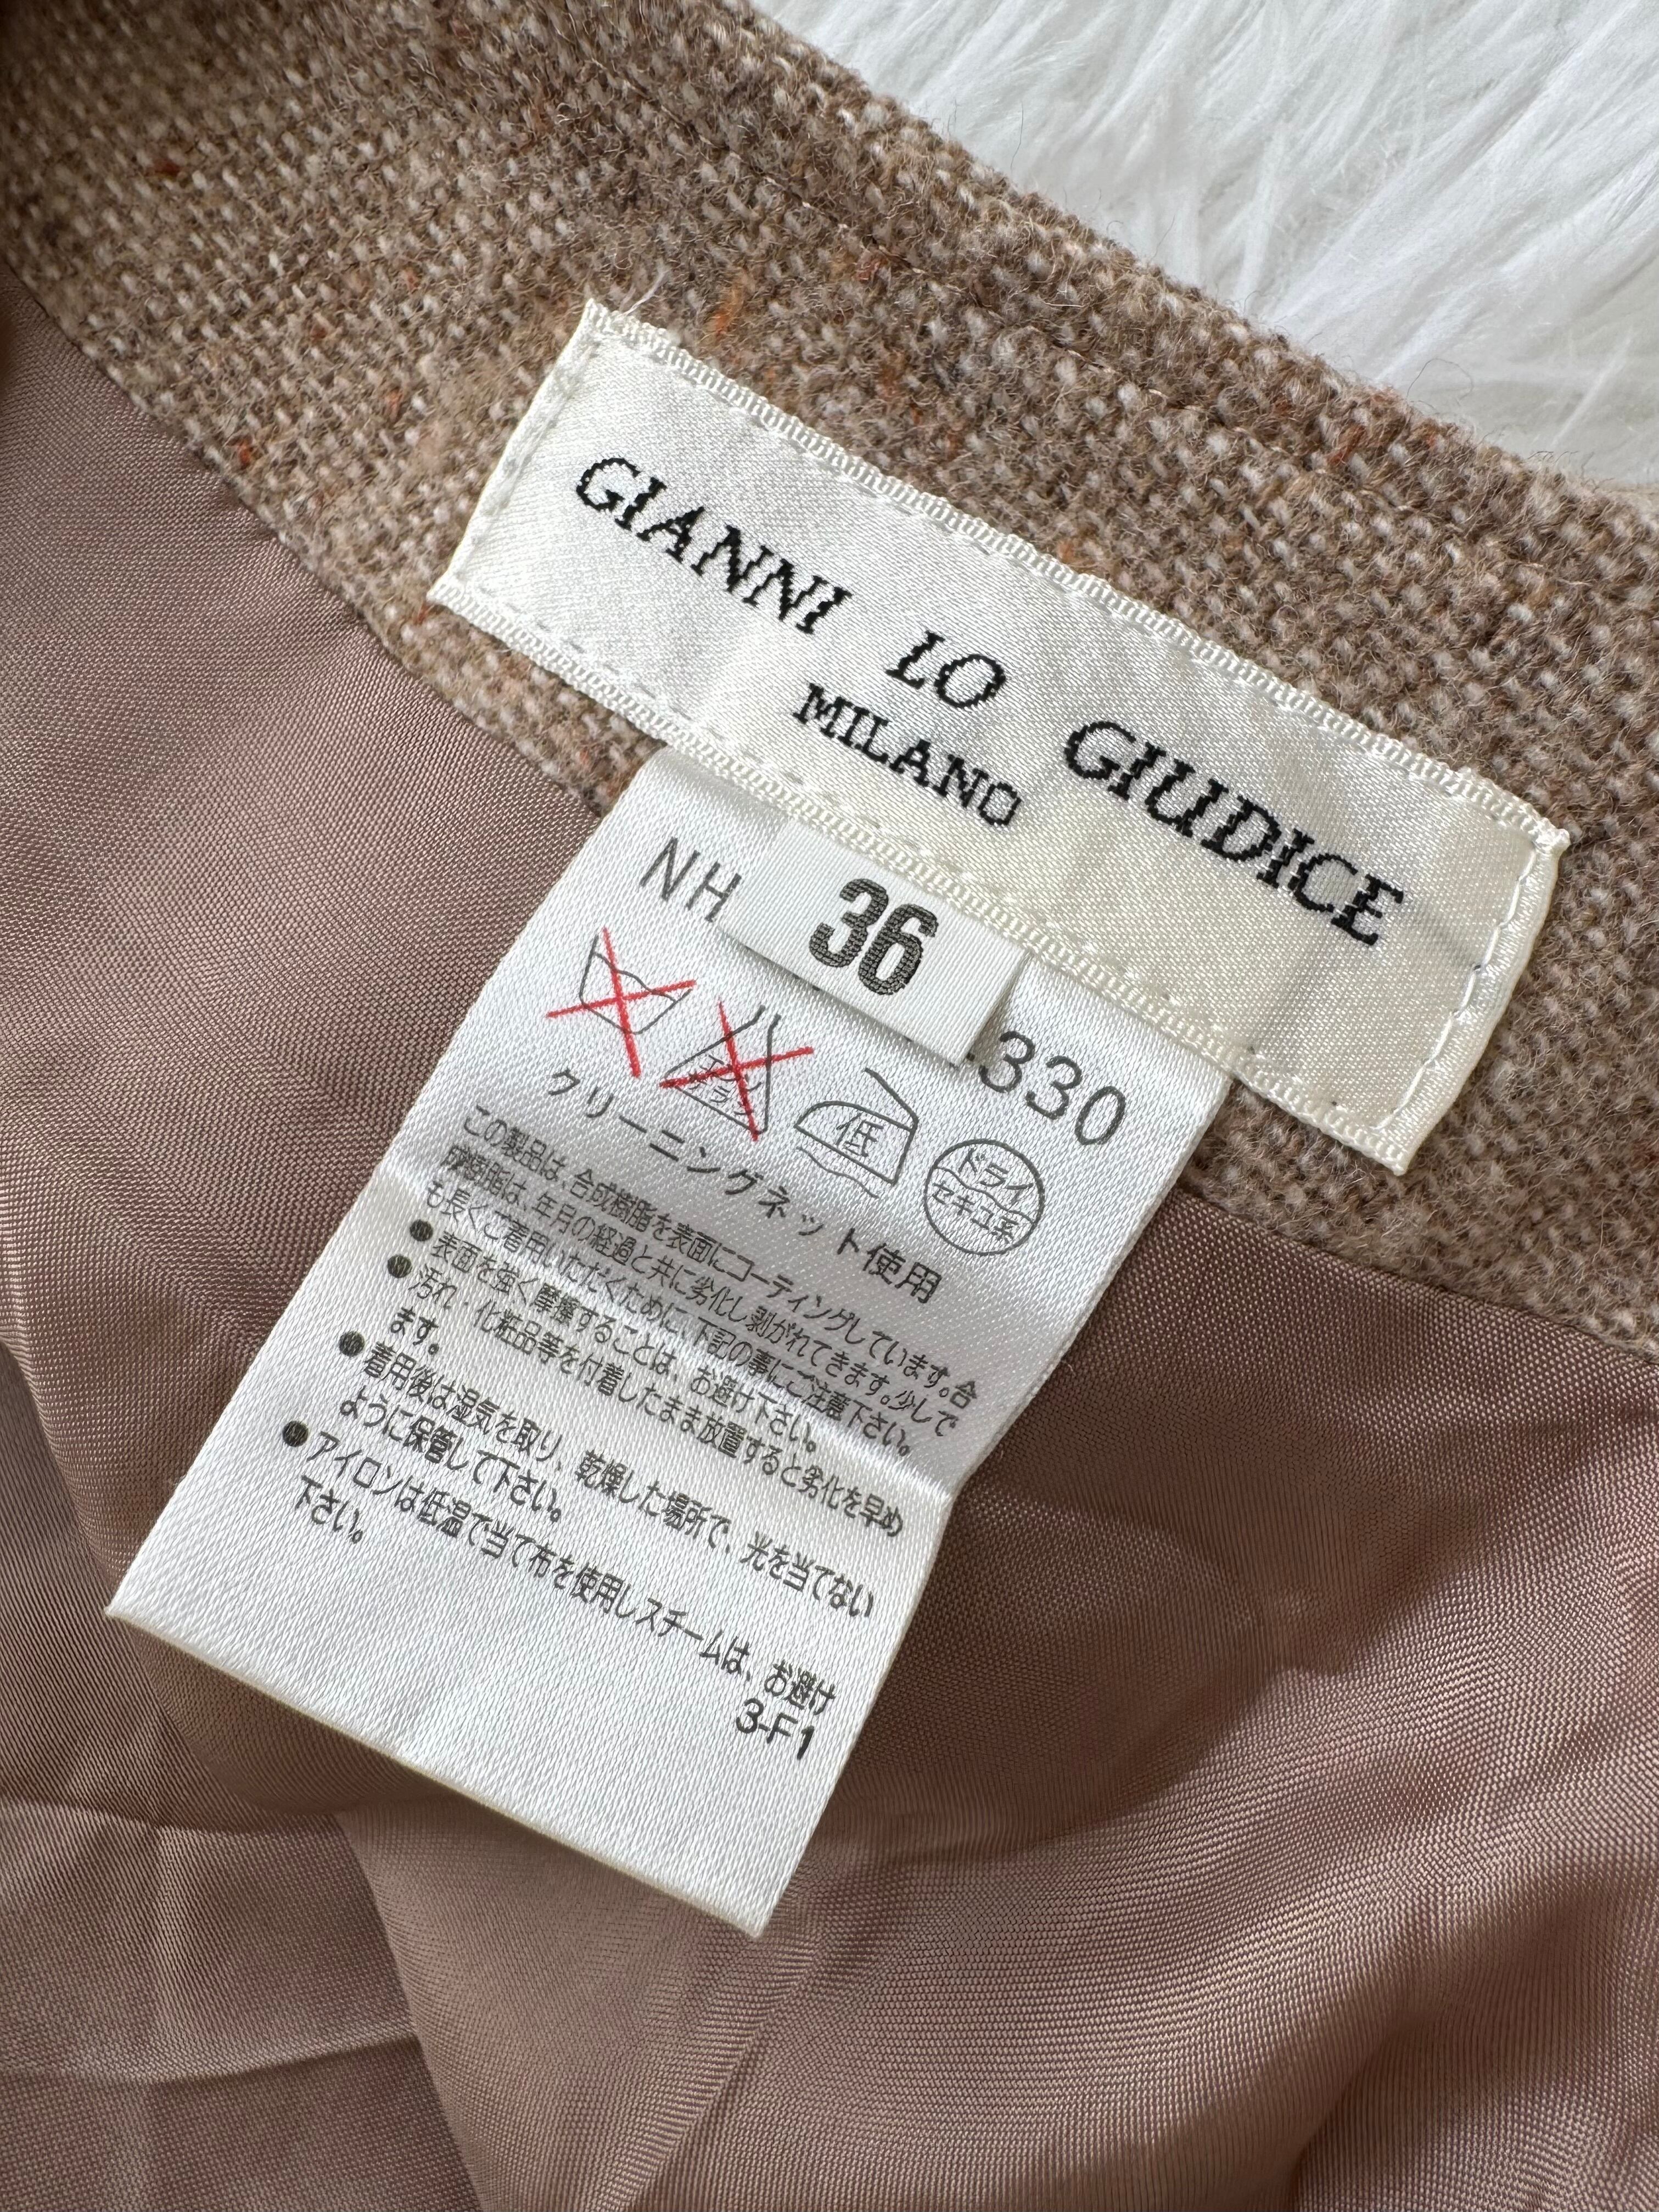 GIANNI LO GIUDICE
MILANO
36
NH 330
エンソ
サラシ
低
ドライ
セキユ系
クリーニングネット使用
この製品は、合成樹脂を表面にコーティングしています。合
成樹脂は、年月の経過と共に劣化し剥がれてきます。少しで
も長くご着用いただくために、下記の事にご注意下さい。
●表面を強く摩擦することは、お避け下さい。
●汚れ・化粧品等を付着したまま放置すると劣化を早め
ます。
●着用後は湿気を取り、乾燥した場所で、光を当てない
ように保管して下さい。
●アイロンは低温で当て布を使用しスチームは、お避け
下さい。
3-F1